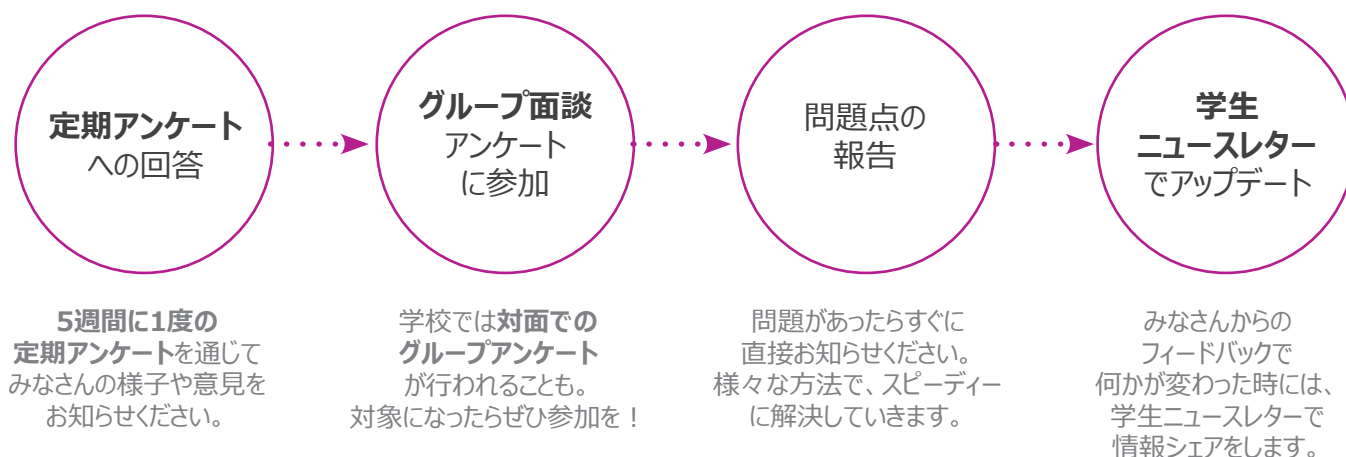 定期アンケート
への回答
グループ面談
アンケート
に参加
問題点の
報告
学生
ニュースレター
でアップデート
5週間に1度の
定期アンケートを通じて
みなさんの様子や意見を
お知らせください。
学校では対面での
グループアンケート
が行われることも。
対象になったらぜひ参加を！
問題があったらすぐに
直接お知らせください。
様々な方法で、スピーディー
に解決していきます。
みなさんからの
フィードバックで
何かが変わった時には、
学生ニュースレターで
情報シェアをします。